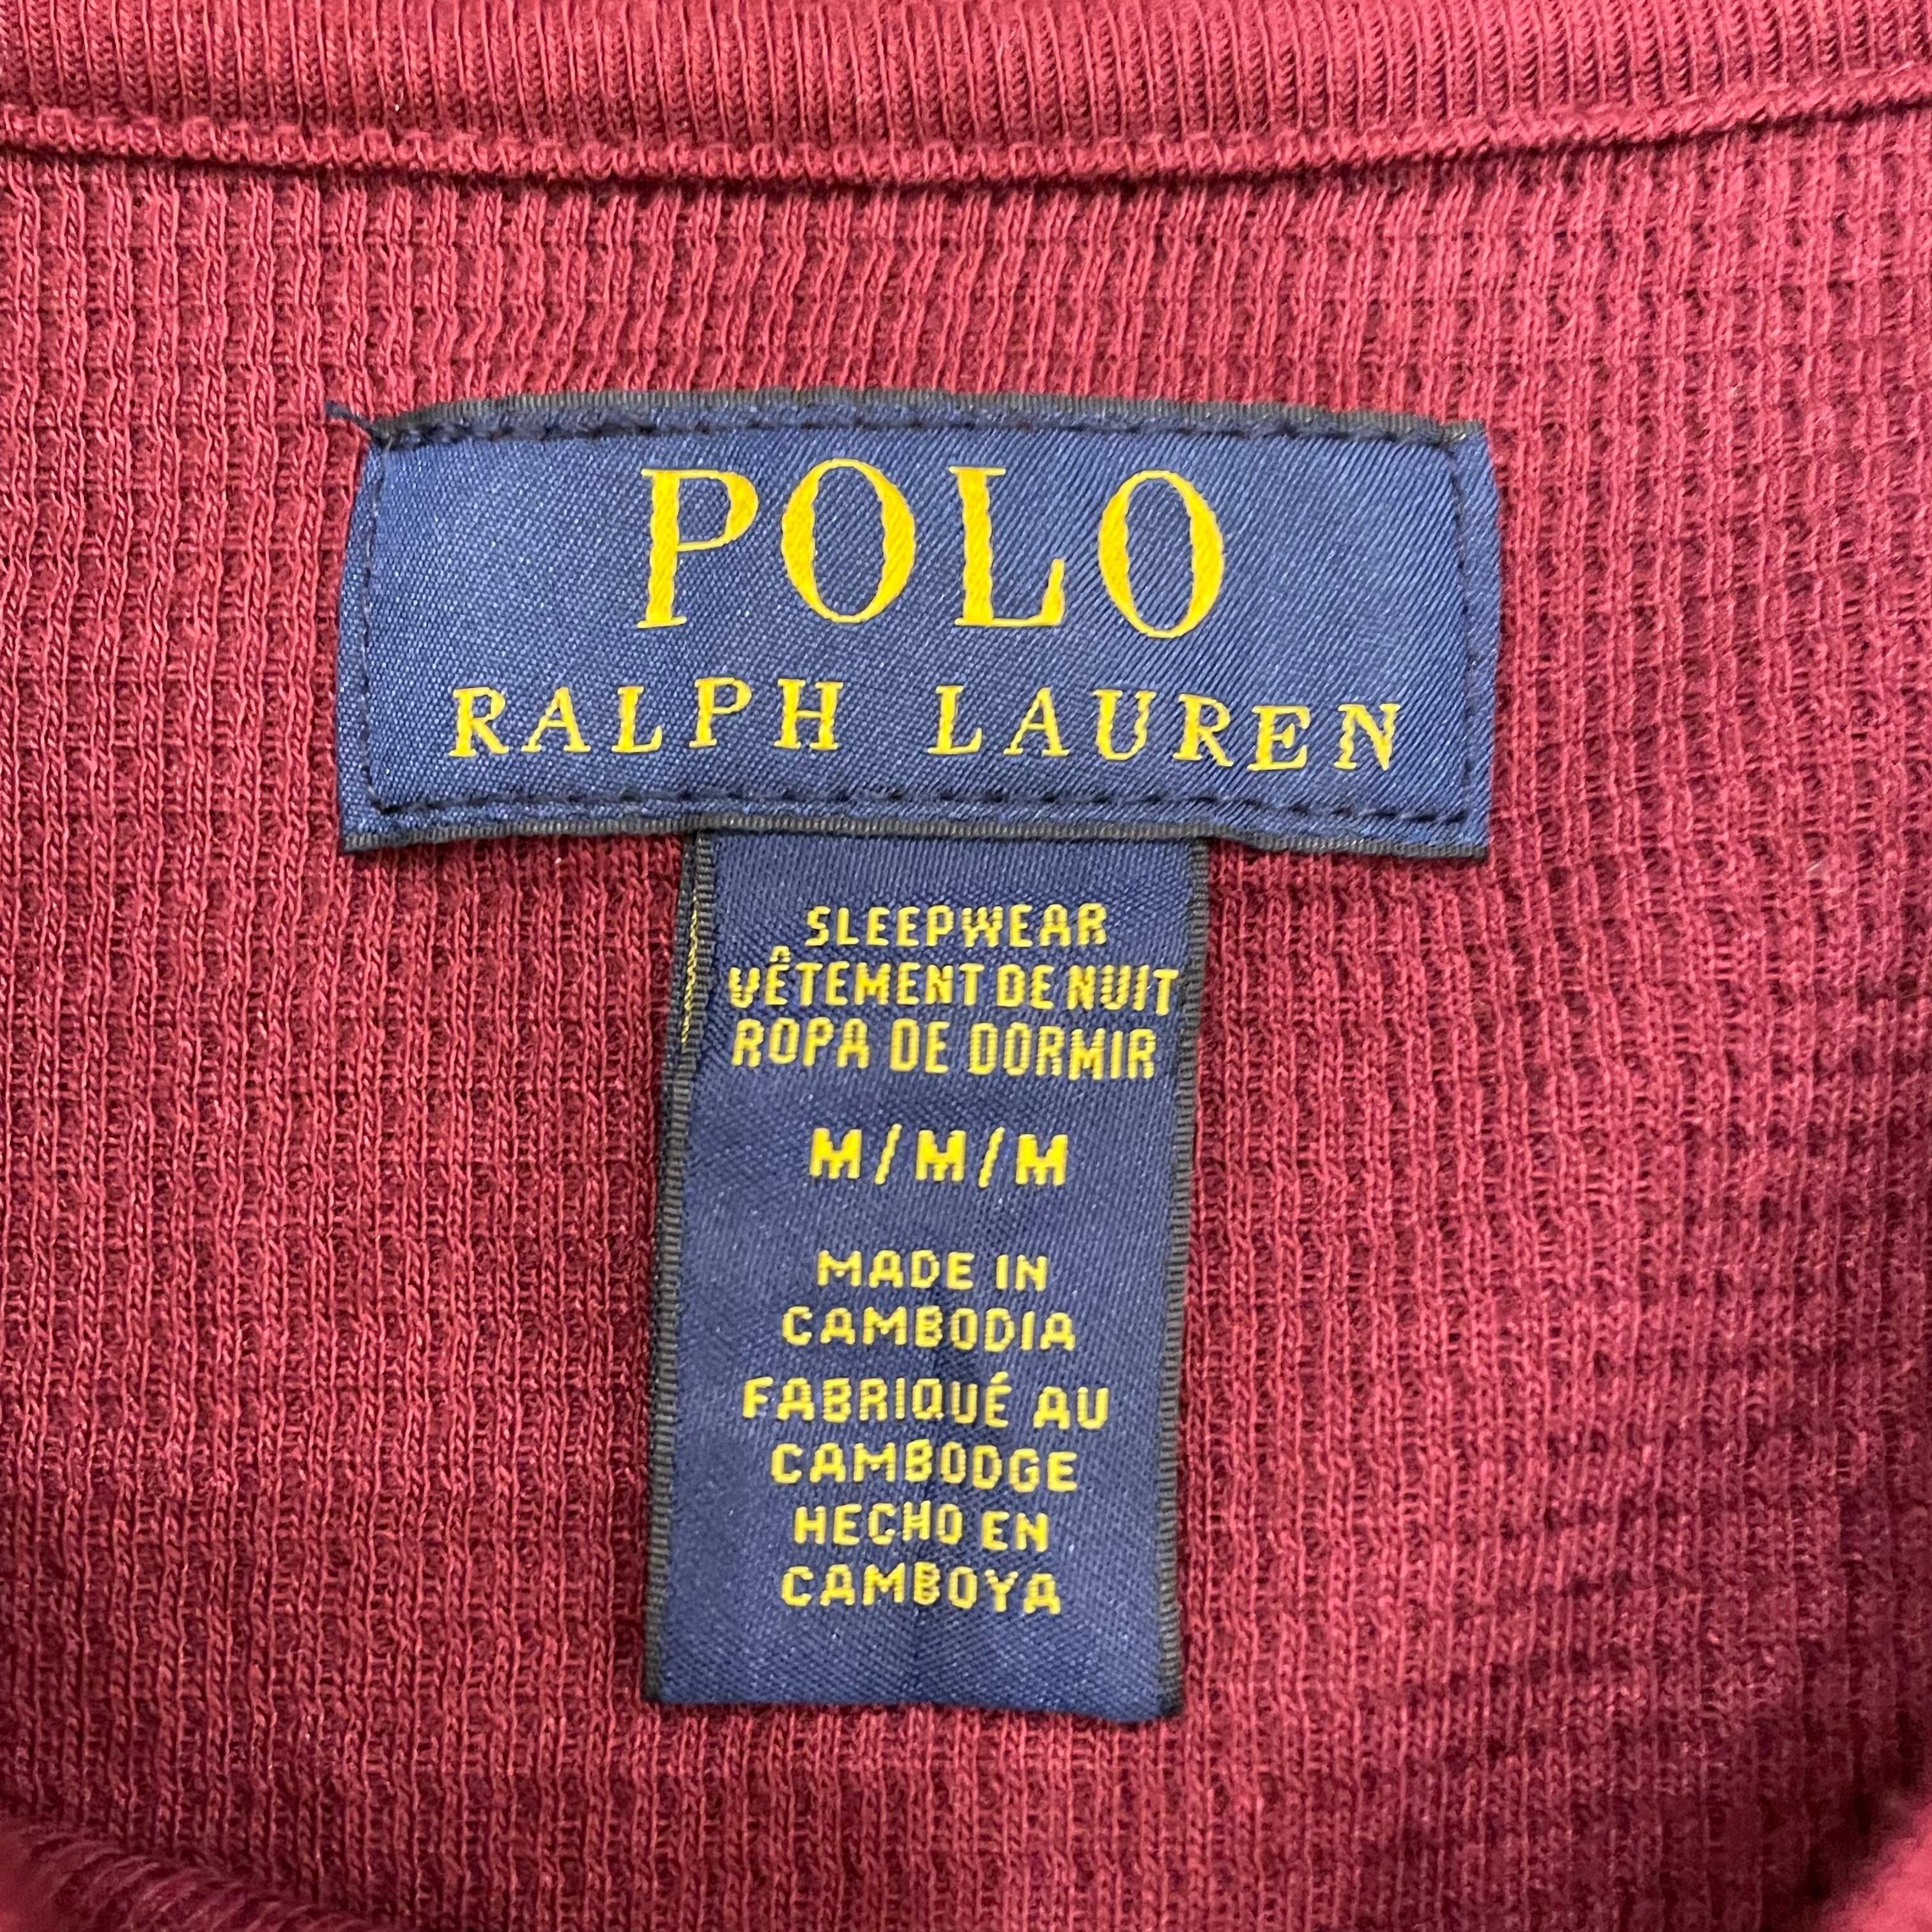 POLO
RALPH LAUREN
SLEEPWEAR
VÊTEMENT DE NUIT
ROPA DE DORMIR
M/M/M
MADE IN
CAMBODIA
FABRIQUÉ AU
CAMBODGE
HECHO EN
CAMBOYA